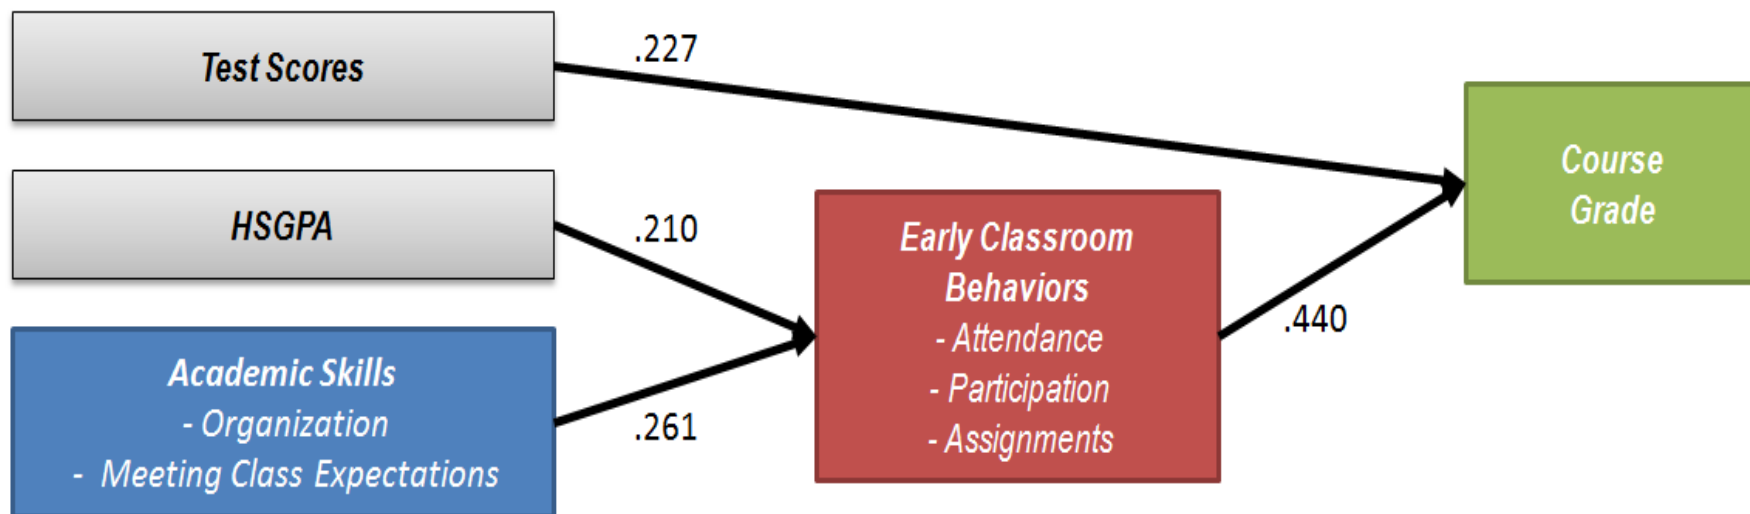 Test Scores
.227
Course
Grade
HSGPA
.210
Early Classroom
Behaviors
- Attendance
- Participation
- Assignments
.440
Academic Skills
- Organization
- Meeting Class Expectations
.261